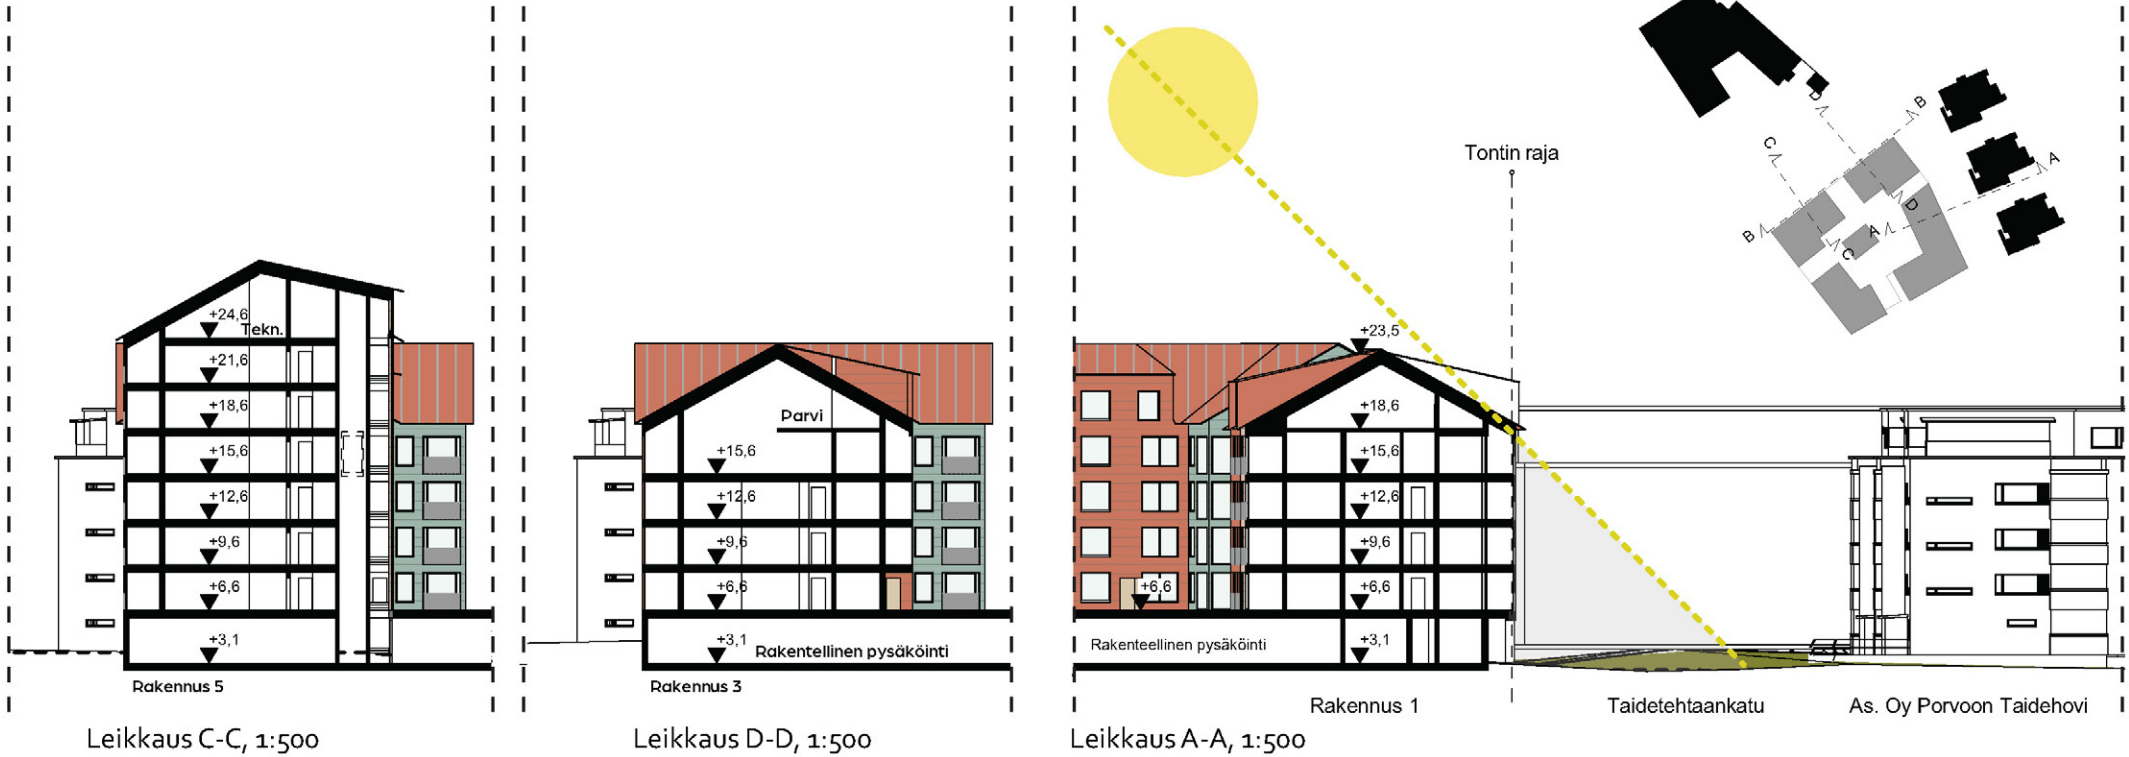 +24,6
Tekn.
+21,6
+18,6
+15,6
+12,6
+9,6
+6,6
+3,1
Rakennus 5
Leikkaus C-C, 1:500
Parvi
+15,6
+12,6
+9,6
+6,6
+3,1
Rakentellinen pysäköinti
Rakennus 3
Leikkaus D-D, 1:500
Tontin raja
+23,5
+18,6
+15,6
+12,6
+9,6
+6,6
+6,6
+3,1
Rakenteellinen pysäköinti
Rakennus 1
Taidetehtaankatu
As. Oy Porvoon Taidehovi
Leikkaus A-A, 1:500
D
B
C
A
D
B
A
C